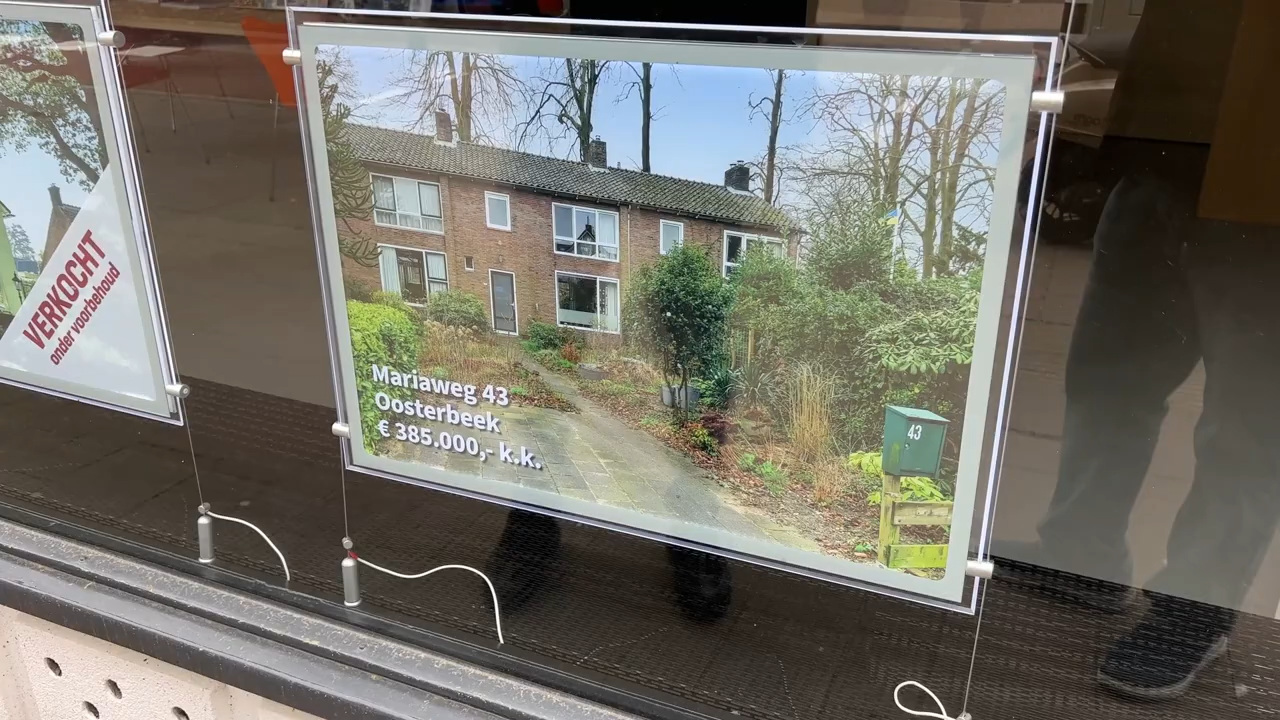 VERKOCHT
onder voorbehoud
Mariaweg 43
Oosterbeek
€ 385.000,- k.k.
43